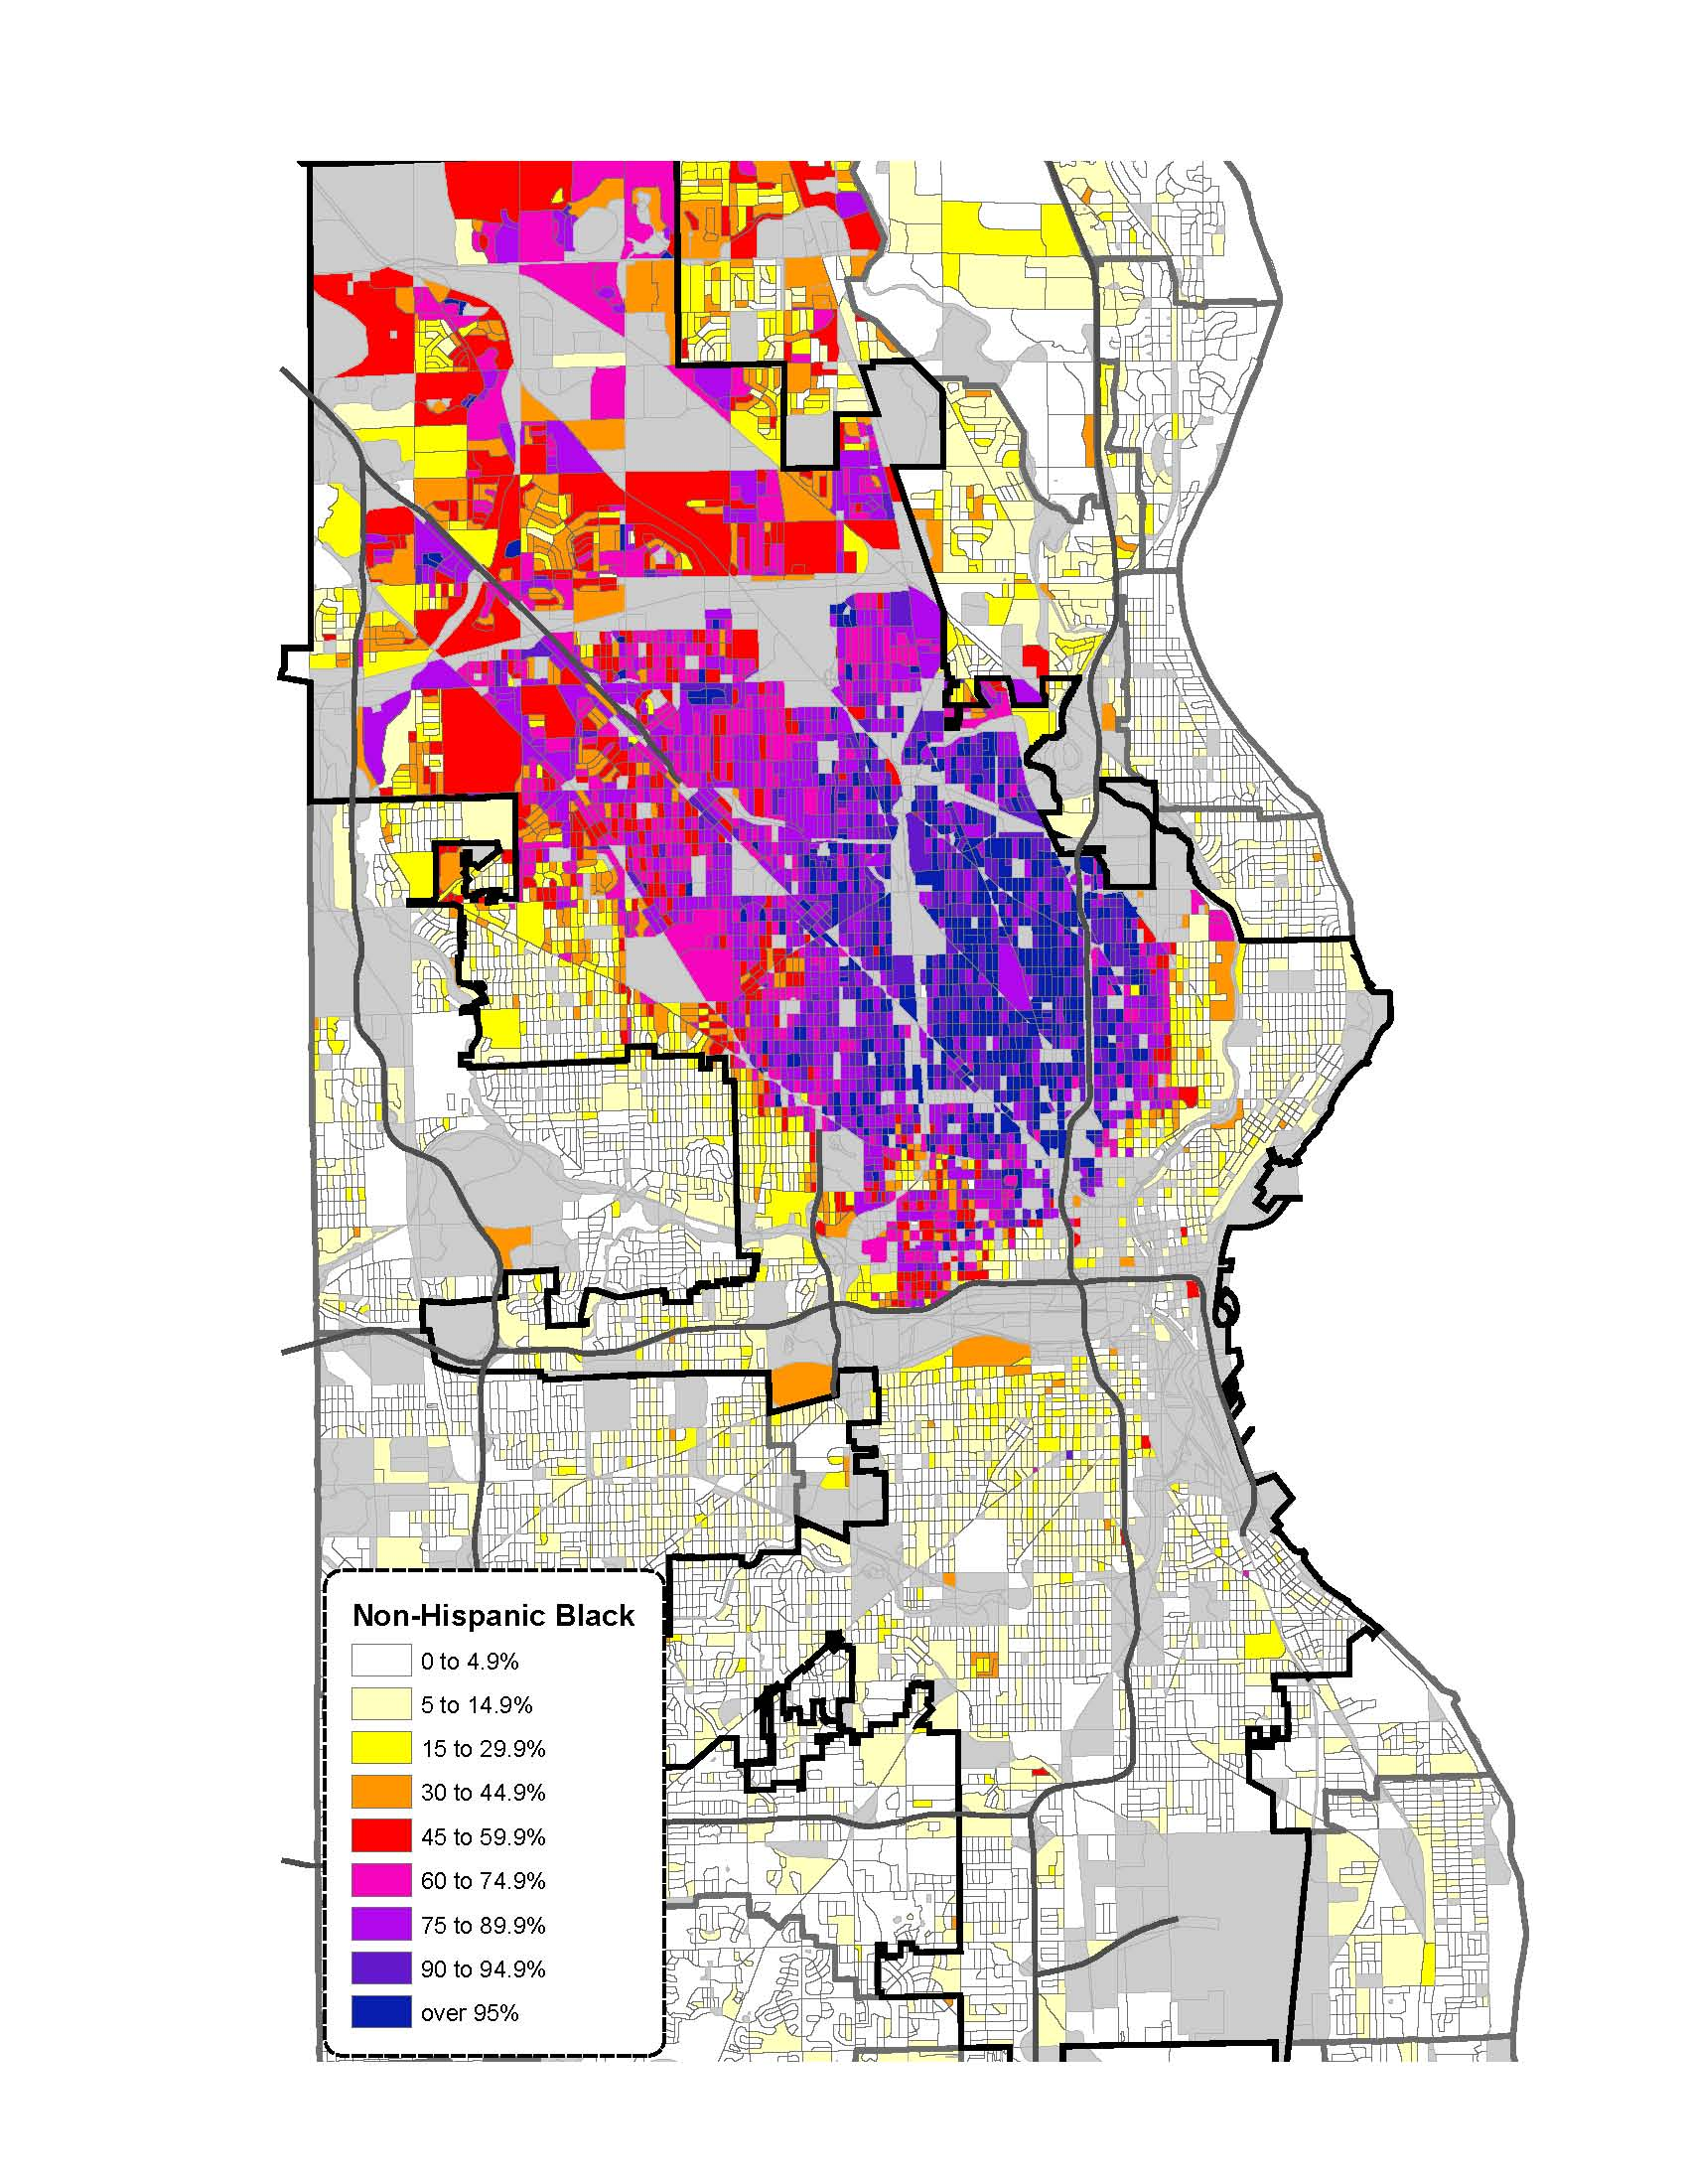 Non-Hispanic Black
0 to 4.9%
5 to 14.9%
15 to 29.9%
30 to 44.9%
45 to 59.9%
60 to 74.9%
75 to 89.9%
90 to 94.9%
over 95%